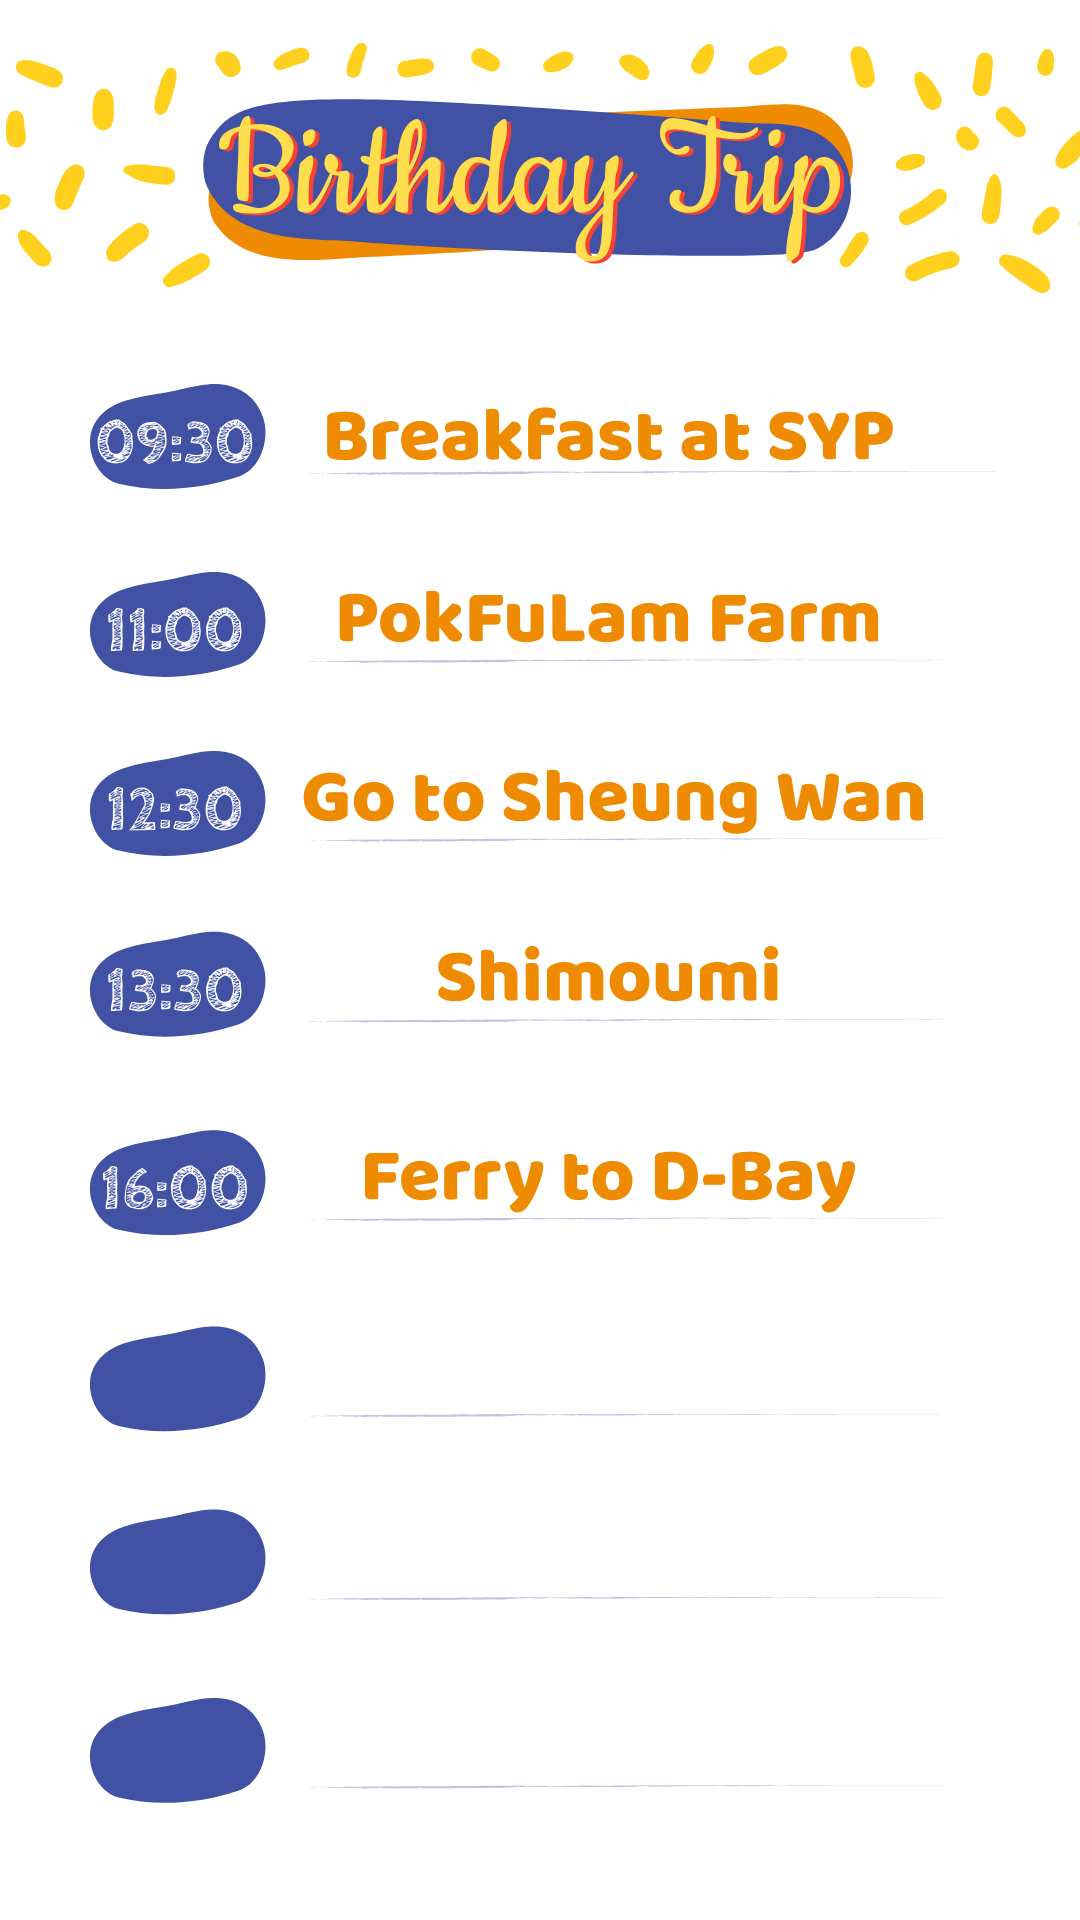 Birthday Trip
09:30 Breakfast at SYP
11:00 PokFuLam Farm
12:30 Go to Sheung Wan
13:30 Shimoumi
16:00 Ferry to D-Bay